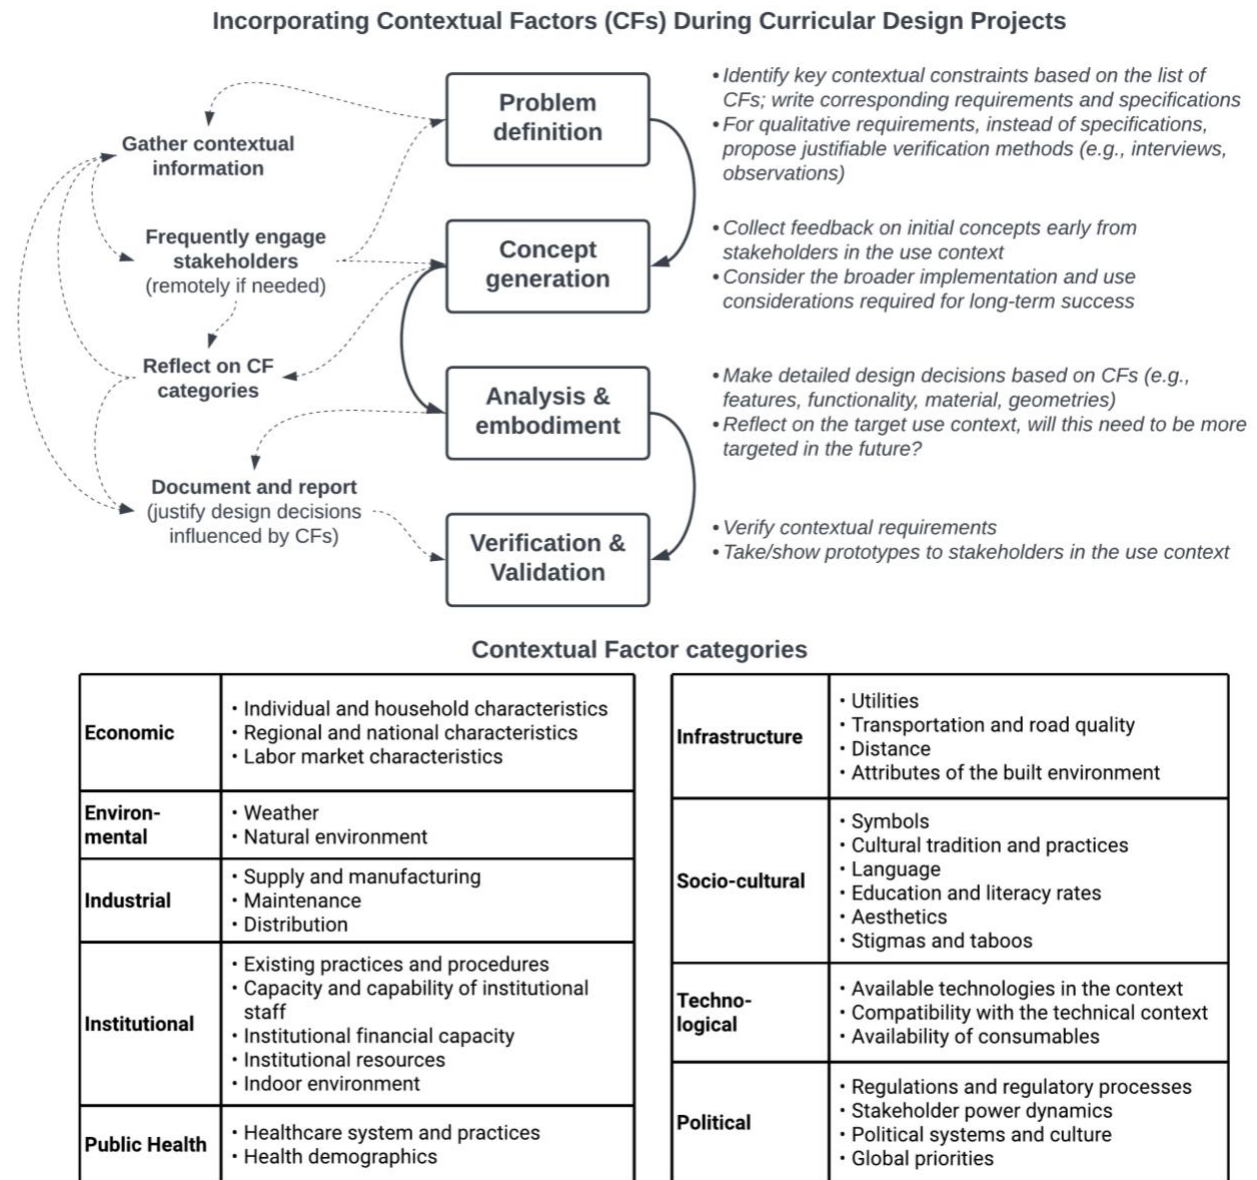 Incorporating Contextual Factors (CFs) During Curricular Design Projects
Problem
definition
• Identify key contextual constraints based on the list of
CFs; write corresponding requirements and specifications
• For qualitative requirements, instead of specifications,
propose justifiable verification methods (e.g., interviews,
observations)
Gather contextual
information
Frequently engage
stakeholders
(remotely if needed)
Concept
generation
• Collect feedback on initial concepts early from
stakeholders in the use context
• Consider the broader implementation and use
considerations required for long-term success
Reflect on CF
categories
Analysis &
embodiment
• Make detailed design decisions based on CFs (e.g.,
features, functionality, material, geometries)
• Reflect on the target use context, will this need to be more
targeted in the future?
Document and report
(justify design decisions
influenced by CFs)
Verification &
Validation
• Verify contextual requirements
• Take/show prototypes to stakeholders in the use context
Contextual Factor categories
Economic
• Individual and household characteristics
• Regional and national characteristics
• Labor market characteristics
Environ-
mental
• Weather
• Natural environment
Industrial
• Supply and manufacturing
• Maintenance
• Distribution
Institutional
• Existing practices and procedures
• Capacity and capability of institutional
staff
• Institutional financial capacity
• Institutional resources
• Indoor environment
Public Health
• Healthcare system and practices
• Health demographics
Infrastructure
• Utilities
• Transportation and road quality
• Distance
• Attributes of the built environment
Socio-cultural
• Symbols
• Cultural tradition and practices
• Language
• Education and literacy rates
• Aesthetics
• Stigmas and taboos
Techno-
logical
• Available technologies in the context
• Compatibility with the technical context
• Availability of consumables
Political
• Regulations and regulatory processes
• Stakeholder power dynamics
• Political systems and culture
• Global priorities